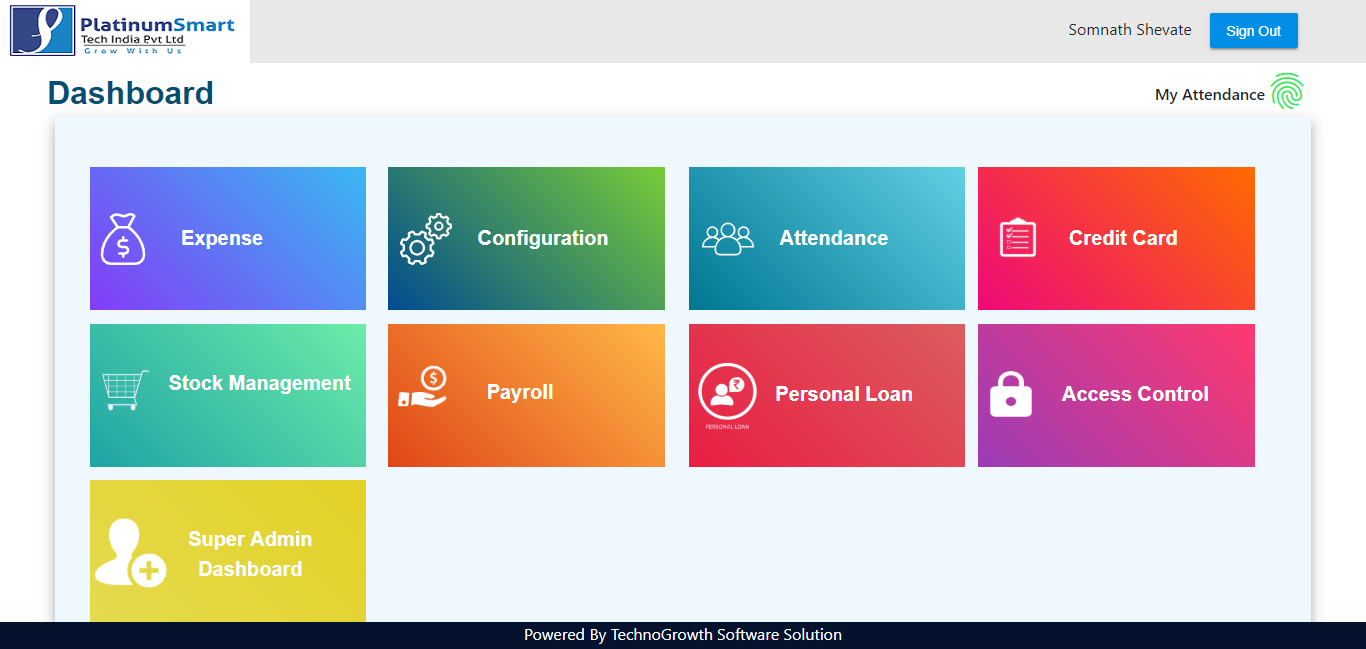 PlatinumSmart
Tech India Pvt Ltd
Grow With Us
Somnath Shevate
Sign Out
Dashboard
My Attendance
Expense
Configuration
Attendance
Credit Card
Stock Management
Payroll
Personal Loan
PERSONAL LOAN
Access Control
Super Admin
Dashboard
Powered By TechnoGrowth Software Solution